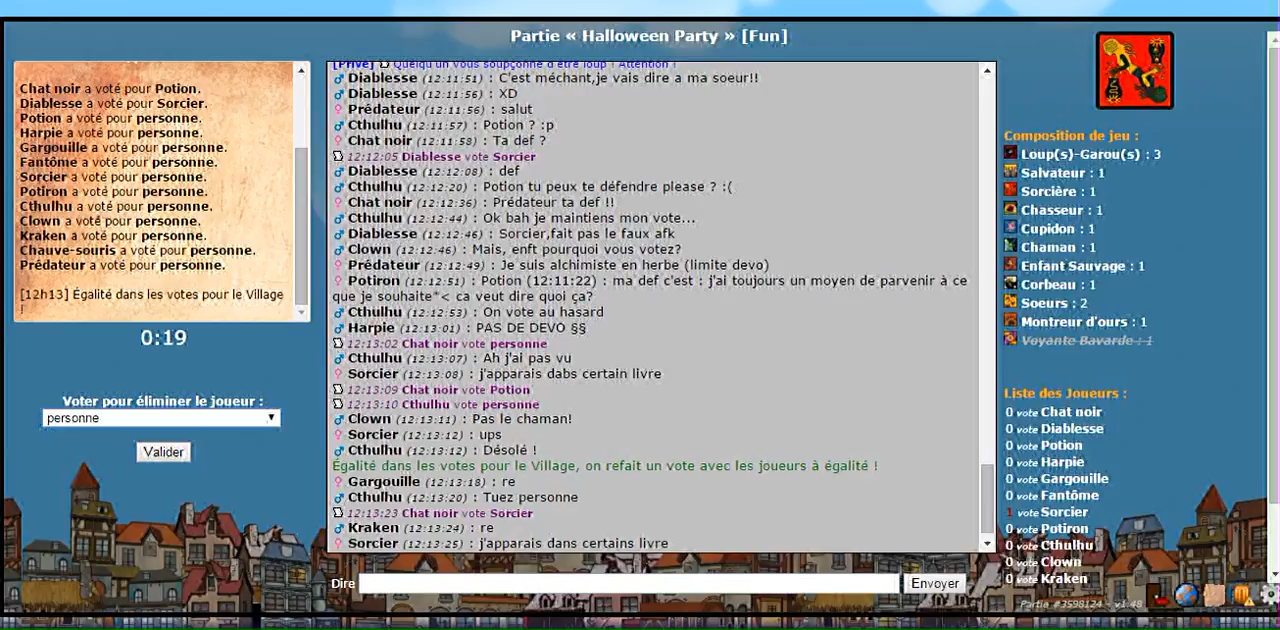 Partie « Halloween Party » [Fun]
Chat noir a voté pour Potion.
Diablesse a voté pour Sorcier.
Potion a voté pour personne.
Harpie a voté pour personne.
Gargouille a voté pour personne.
Fantôme a voté pour personne.
Sorcier a voté pour personne.
Potiron a voté pour personne.
Cthulhu a voté pour personne.
Clown a voté pour personne.
Kraken a voté pour personne.
Chauve-souris a voté pour personne.
Prédateur a voté pour personne.
[12h13] Égalité dans les votes pour le Village
!
0:19
Voter pour éliminer le joueur :
personne
Valider
[Privé] Quelqu'un vous soupçonne d'être loup ! Attention !
Diablesse (12:11:51) : C'est méchant,je vais dire a ma soeur!!
Diablesse (12:11:56) : XD
Prédateur (12:11:56) : salut
Cthulhu (12:11:57) : Potion ? :p
Chat noir (12:11:58) : Ta def ?
12:12:05 Diablesse vote Sorcier
Diablesse (12:12:08) : def
Cthulhu (12:12:20) : Potion tu peux te défendre please ? :(
Chat noir (12:12:36) : Prédateur ta def !!
Cthulhu (12:12:44) : Ok bah je maintiens mon vote...
Diablesse (12:12:46) : Sorcier,fait pas le faux afk
Clown (12:12:46) : Mais, enft pourquoi vous votez?
Prédateur (12:12:49) : Je suis alchimiste en herbe (limite devo)
Potiron (12:12:51) : Potion (12:11:22) : ma def c'est : j'ai toujours un moyen de parvenir à ce
que je souhaite*< ca veut dire quoi ça?
Cthulhu (12:12:53) : On vote au hasard
Harpie (12:13:01) : PAS DE DEVO §§
12:13:02 Chat noir vote personne
Cthulhu (12:13:07) : Ah j'ai pas vu
Sorcier (12:13:08) : j'apparais dabs certain livre
12:13:09 Chat noir vote Potion
12:13:10 Cthulhu vote personne
Clown (12:13:11) : Pas le chaman!
Sorcier (12:13:12) : ups
Cthulhu (12:13:12) : Désolé !
Égalité dans les votes pour le Village, on refait un vote avec les joueurs à égalité !
Gargouille (12:13:18) : re
Cthulhu (12:13:20) : Tuez personne
12:13:23 Chat noir vote Sorcier
Kraken (12:13:24) : re
Sorcier (12:13:25) : j'apparais dans certains livre
Dire
Envoyer
Composition de jeu :
Loup(s)-Garou(s) : 3
Salvateur : 1
Sorcière : 1
Chasseur : 1
Cupidon : 1
Chaman : 1
Enfant Sauvage : 1
Corbeau : 1
Soeurs : 2
Montreur d'ours : 1
Voyante Bavarde : 1
Liste des Joueurs :
0 vote Chat noir
0 vote Diablesse
0 vote Potion
0 vote Harpie
0 vote Gargouille
0 vote Fantôme
1 vote Sorcier
0 vote Potiron
0 vote Cthulhu
0 vote Clown
0 vote Kraken
Partie #3598124 - v1.48